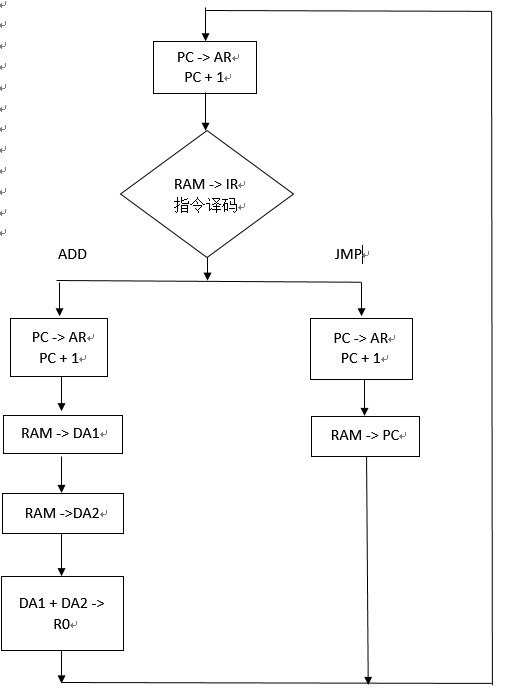 PC -> AR
PC + 1
RAM -> IR
指令译码
ADD
JMP
PC -> AR
PC + 1
PC -> AR
PC + 1
RAM -> DA1
RAM -> PC
RAM ->DA2
DA1 + DA2 ->
R0